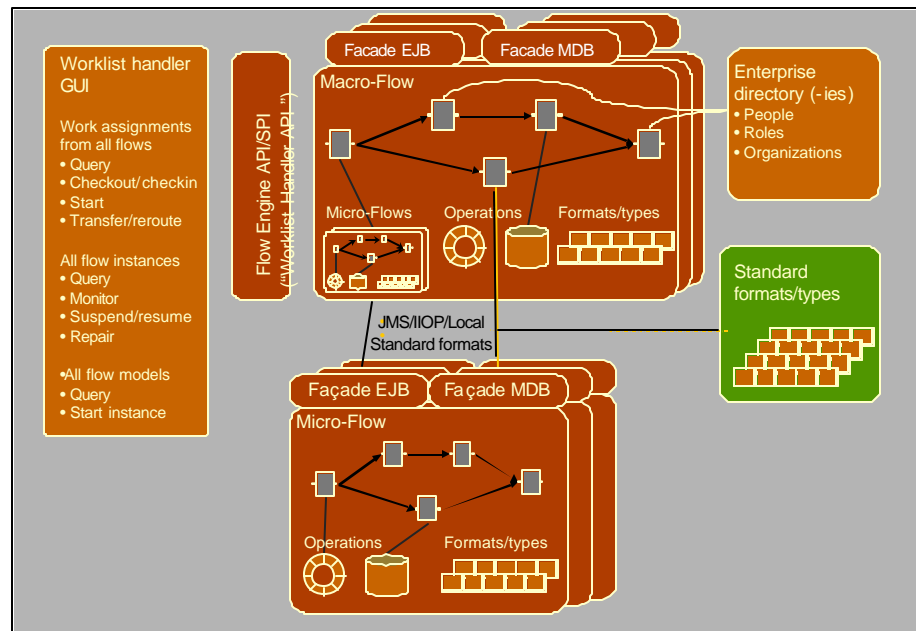 Worklist handler
GUI
Work assignments
from all flows
• Query
• Checkout/checkin
• Start
• Transfer/reroute
All flow instances
• Query
• Monitor
• Suspend/resume
• Repair
•All flow models
• Query
• Start instance
Flow Engine API/SPI
(“Worklist Handler API ”)
Facade EJB
Facade MDB
Macro-Flow
Micro-Flows
Operations
Formats/types
Enterprise
directory (-ies)
• People
• Roles
• Organizations
Standard
formats/types
JMS/IIOP/Local
Standard formats
Façade EJB
Façade MDB
Micro-Flow
Operations
Formats/types